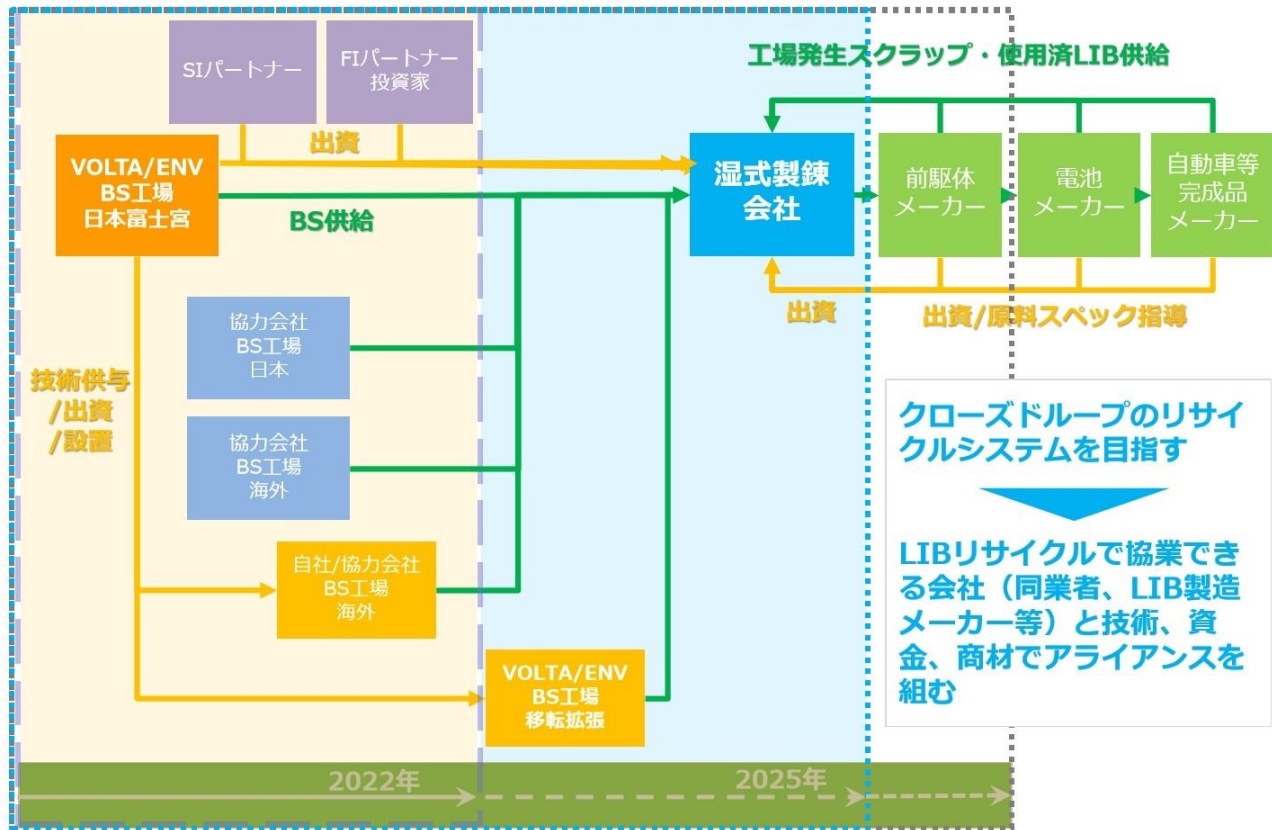 SIパートナー
FIパートナー
投資家
工場発生スクラップ・使用済LIB供給
出資
VOLTA/ENV
BS工場
日本富士宮
BS供給
湿式製錬
会社
前駆体
メーカー
電池
メーカー
自動車等
完成品
メーカー
出資
出資/原料スペック指導
協力会社
BS工場
日本
技術供与
/出資
/設置
協力会社
BS工場
海外
自社/協力会社
BS工場
海外
VOLTA/ENV
BS工場
移転拡張
クローズドループのリサイ
クルシステムを目指す
LIBリサイクルで協業でき
る会社（同業者、LIB製造
メーカー等）と技術、資
金、商材でアライアンスを
組む
2022年
2025年